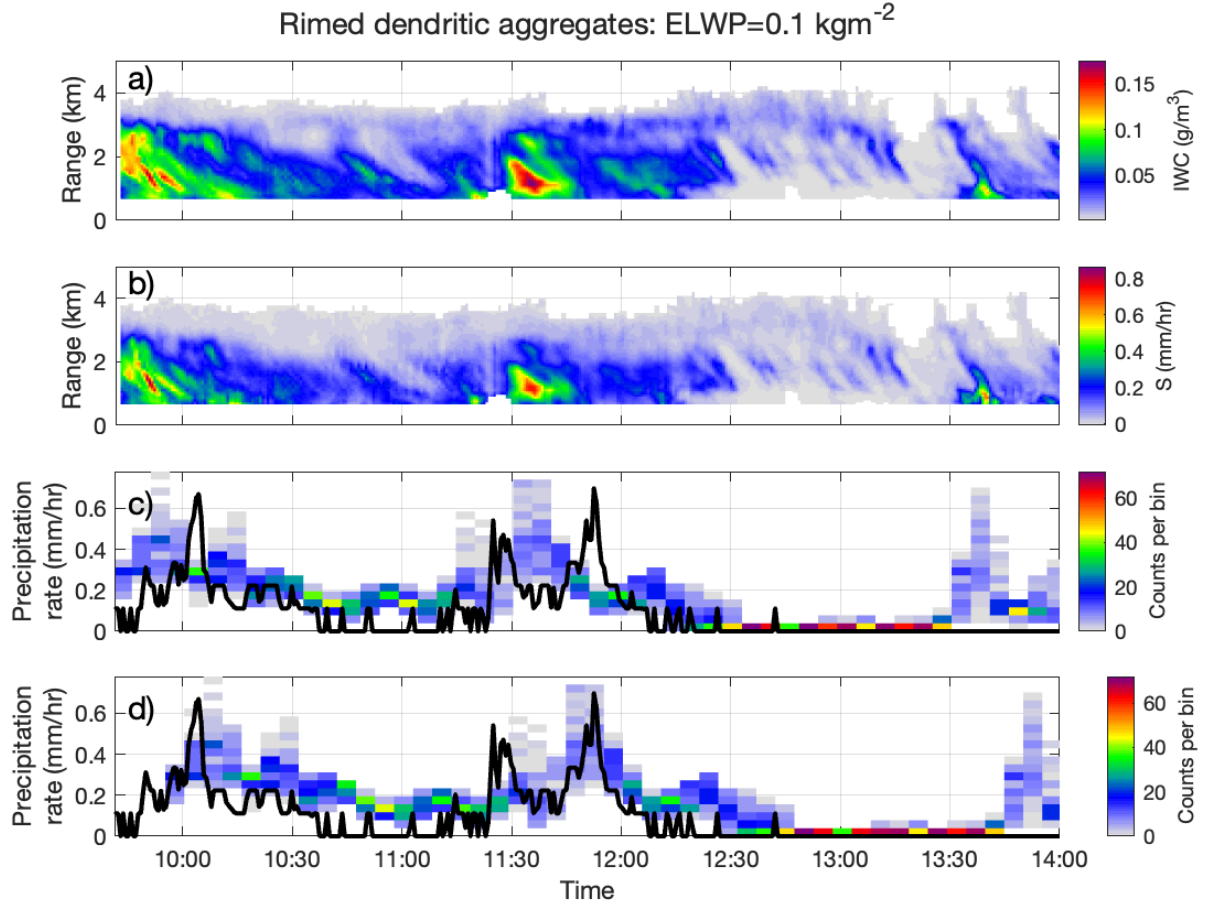 Rimed dendritic aggregates: ELWP=0.1 kgm⁻²
a)
Range (km)
4
2
0
0.15
0.1
0.05
IWC (g/m³)
b)
Range (km)
4
2
0
0.8
0.6
0.4
0.2
0
S (mm/hr)
c)
Precipitation
rate (mm/hr)
0.6
0.4
0.2
0
60
40
20
0
Counts per bin
d)
Precipitation
rate (mm/hr)
0.6
0.4
0.2
0
60
40
20
0
Counts per bin
10:00 10:30 11:00 11:30 12:00 12:30 13:00 13:30 14:00
Time